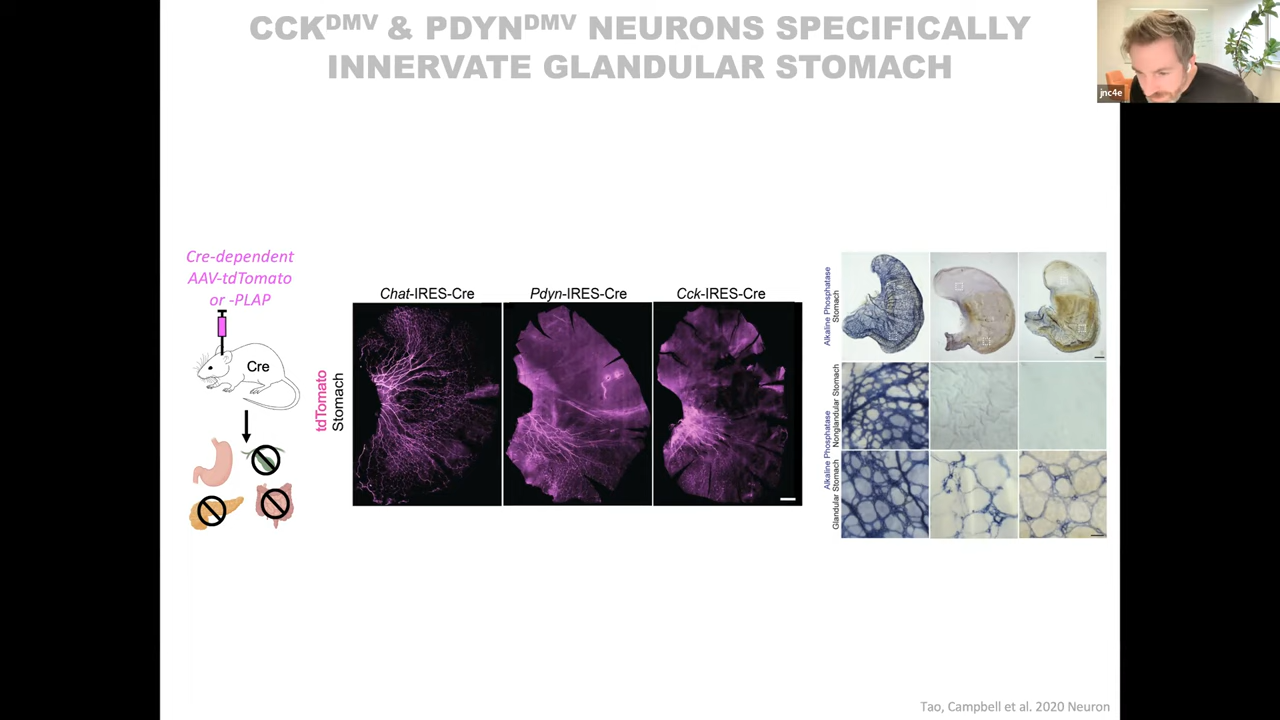 CCKDMV & PDYNDMV NEURONS SPECIFICALLY
INNERVATE GLANDULAR STOMACH
jnc4e
Cre-dependent
AAV-tdTomato
or -PLAP
Cre
Chat-IRES-Cre
Pdyn-IRES-Cre
Cck-IRES-Cre
tdTomato
Stomach
Alkaline Phosphatase
Stomach
Alkaline Phosphatase
Nonglandular Stomach
Alkaline Phosphatase
Glandular Stomach
Tao, Campbell et al. 2020 Neuron